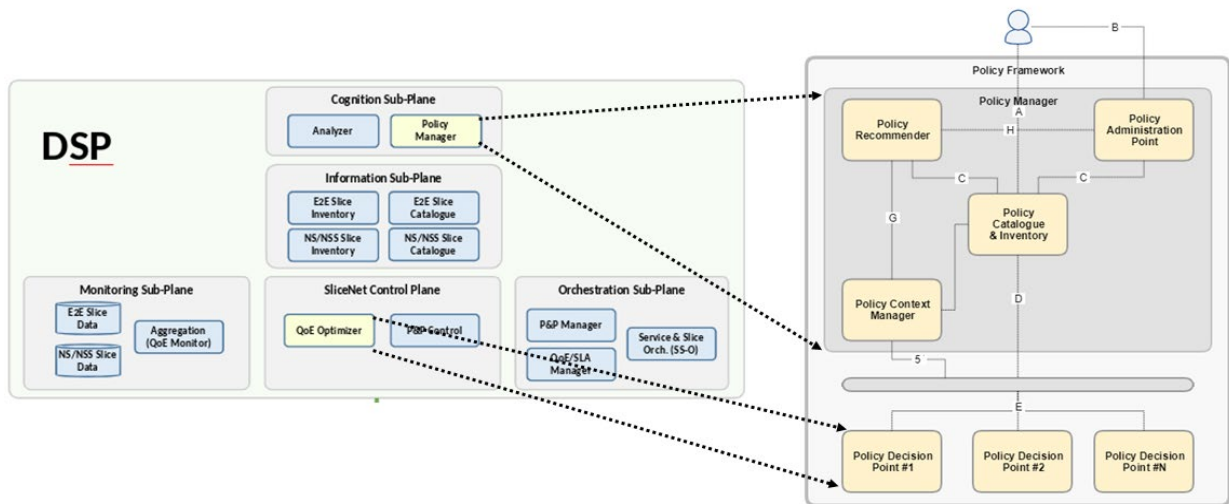 DSP
Cognition Sub-Plane
Analyzer
Policy
Manager
Information Sub-Plane
E2E Slice
Inventory
E2E Slice
Catalogue
NS/NSS Slice
Inventory
NS/NSS Slice
Catalogue
Monitoring Sub-Plane
E2E Slice
Data
NS/NSS Slice
Data
Aggregation
(QoE Monitor)
SliceNet Control Plane
QoE Optimizer
P&P Control
Orchestration Sub-Plane
P&P Manager
QoE/SLA
Manager
Service & Slice
Orch. (SS-O)
B
Policy Framework
Policy Manager
A
Policy
Recommender
H
Policy
Administration
Point
C
C
G
Policy
Catalogue
& Inventory
Policy Context
Manager
D
5
E
Policy Decision
Point #1
Policy Decision
Point #2
Policy Decision
Point #N